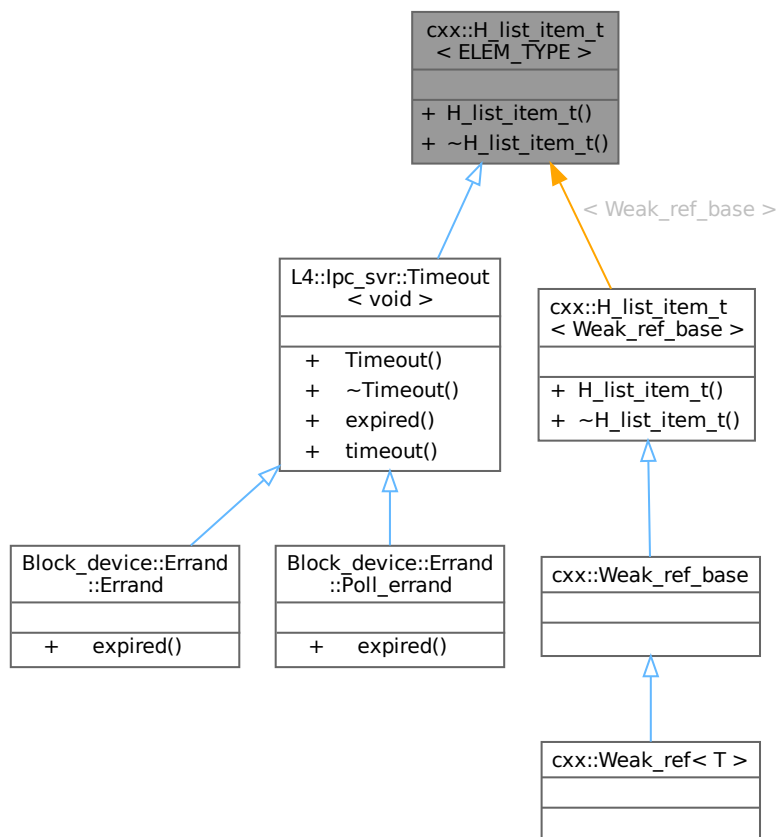 cxx::H_list_item_t
< ELEM_TYPE >
+ H_list_item_t()
+ ~H_list_item_t()
< Weak_ref_base >
L4::Ipc_svr::Timeout
< void >
+ Timeout()
+ ~Timeout()
+ expired()
+ timeout()
cxx::H_list_item_t
< Weak_ref_base >
+ H_list_item_t()
+ ~H_list_item_t()
Block_device::Errand
::Errand
+ expired()
Block_device::Errand
::Poll_errand
+ expired()
cxx::Weak_ref_base
cxx::Weak_ref< T >